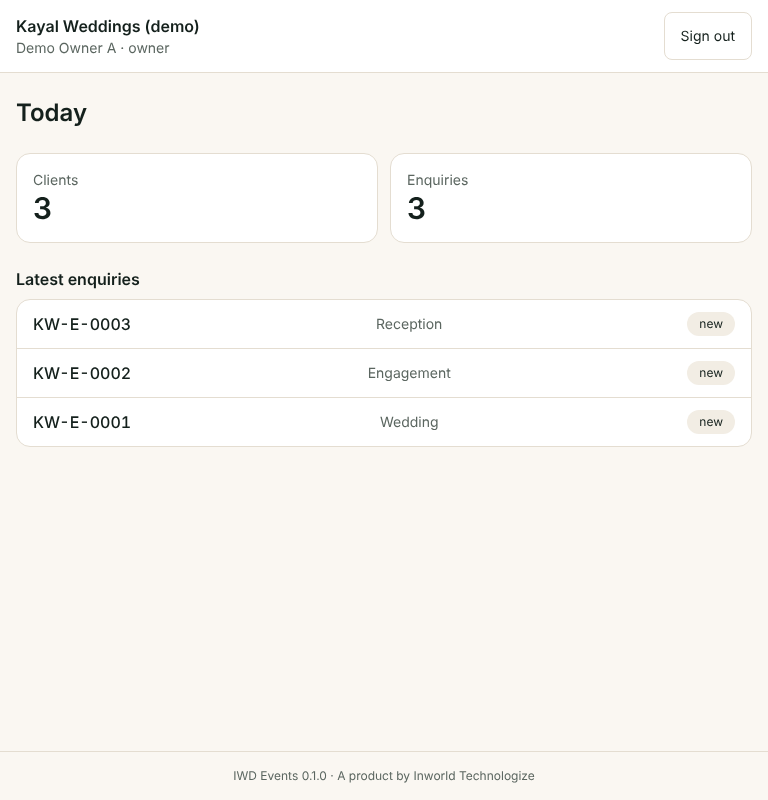 Kayal Weddings (demo)
Demo Owner A · owner
Sign out
Today
Clients
3
Enquiries
3
Latest enquiries
KW-E-0003 Reception new
KW-E-0002 Engagement new
KW-E-0001 Wedding new
IWD Events 0.1.0 · A product by Inworld Technologize